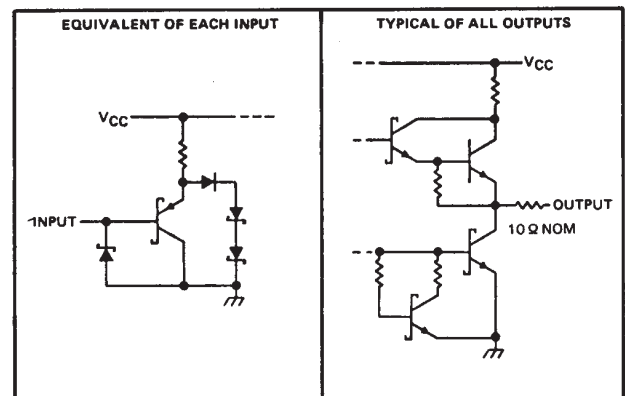 EQUIVALENT OF EACH INPUT
TYPICAL OF ALL OUTPUTS
VCC
INPUT
VCC
OUTPUT
10 Ω NOM